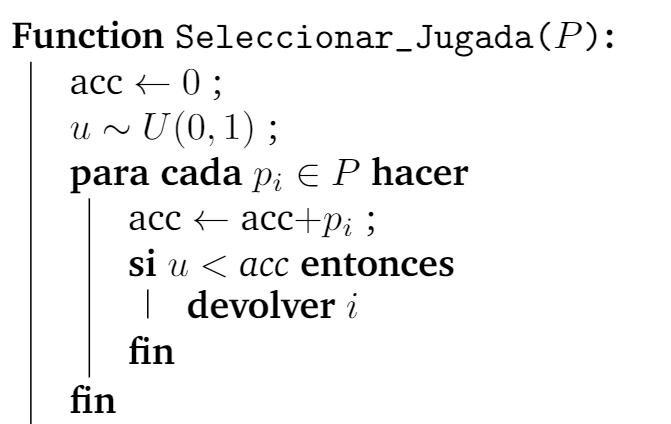 Function Seleccionar_Jugada(P):
acc ← 0 ;
u ∼ U(0, 1) ;
para cada pᵢ ∈ P hacer
acc ← acc+pᵢ ;
si u < acc entonces
devolver i
fin
fin